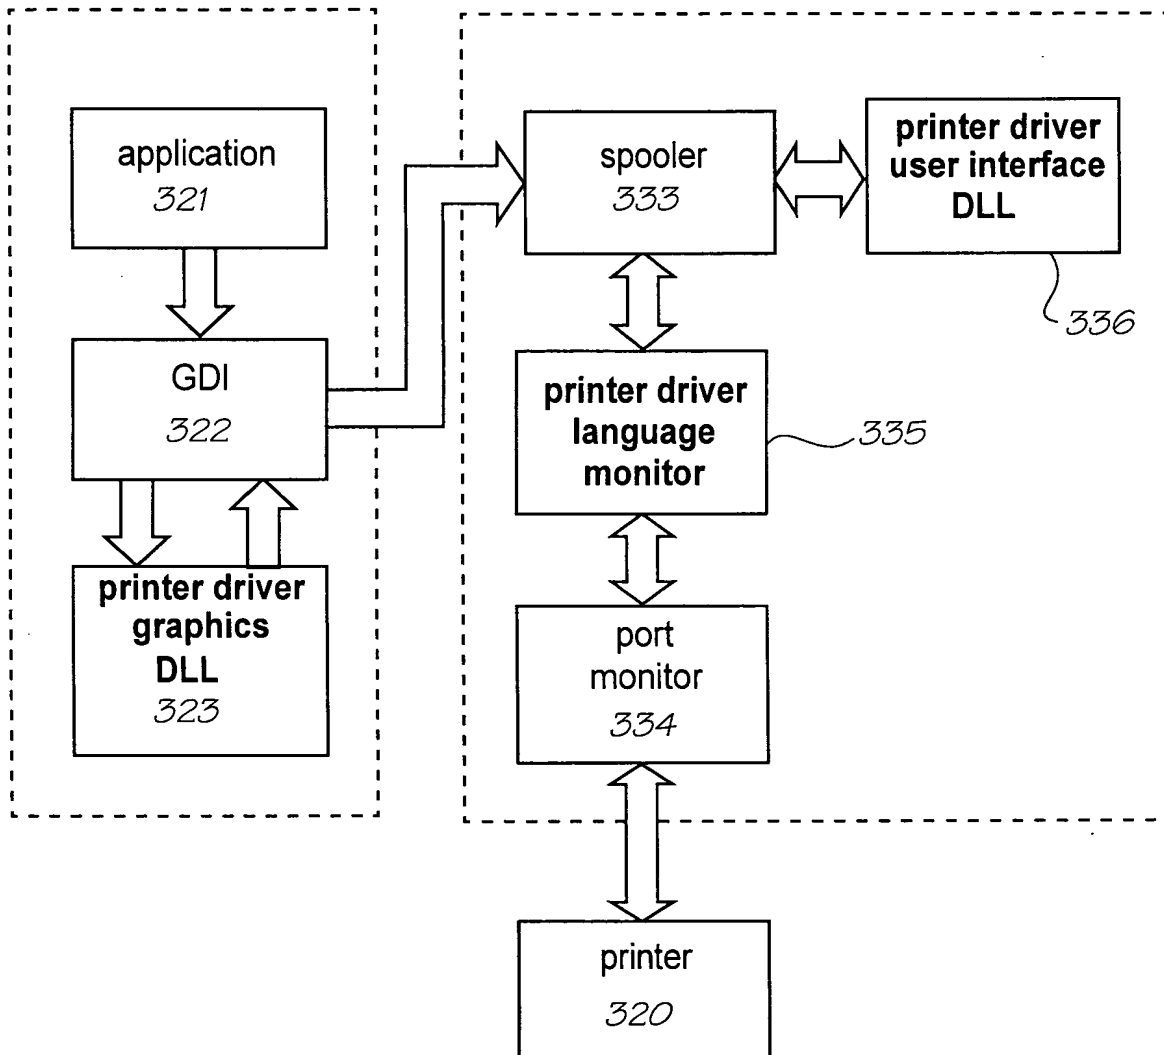 application
321
GDI
322
printer driver
graphics
DLL
323
spooler
333
printer driver
user interface
DLL
336
printer driver
language
monitor
335
port
monitor
334
printer
320